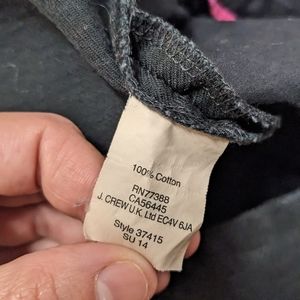 100% Cotton
RN77388
CA56445
J. CREW U.K. Ltd EC4V 6JA
Style 37415
SU 14